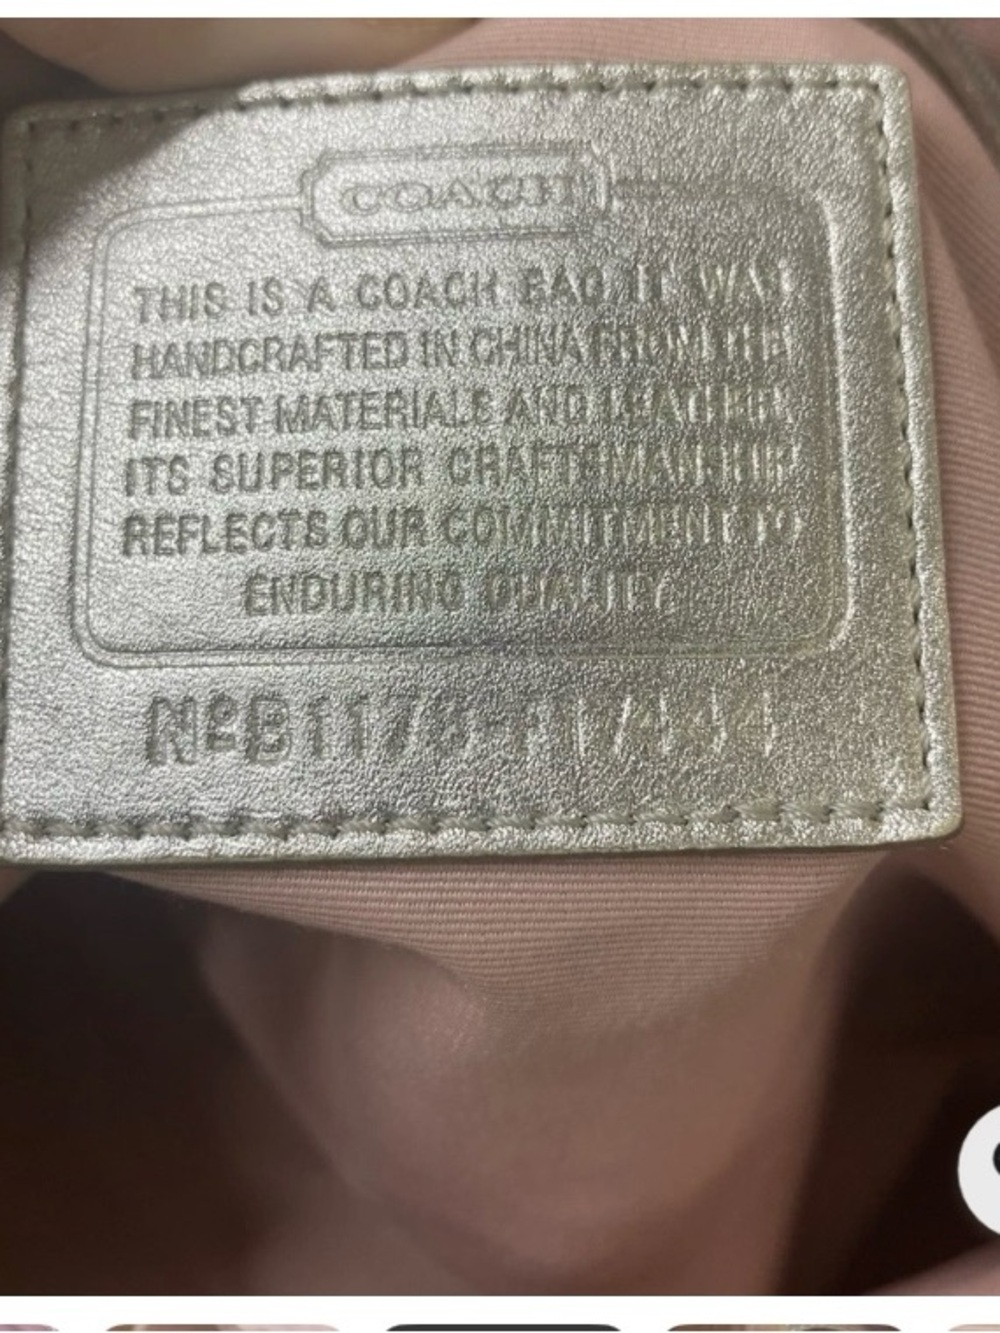 COACH
THIS IS A COACH BAG. IT WAS
HANDCRAFTED IN CHINA FROM THE
FINEST MATERIALS AND LEATHER.
ITS SUPERIOR CRAFTSMANSHIP
REFLECTS OUR COMMITMENT TO
ENDURING QUALITY.